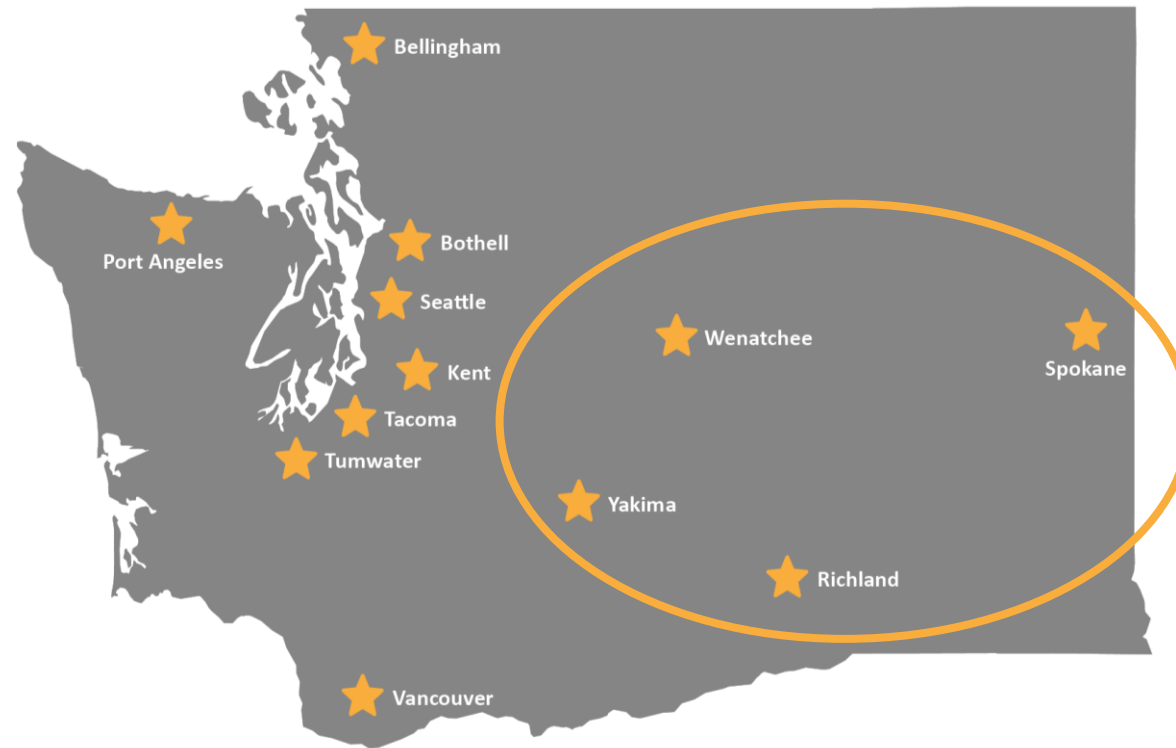 Bellingham
Bothell
Port Angeles
Seattle
Wenatchee
Spokane
Kent
Tacoma
Tumwater
Yakima
Richland
Vancouver